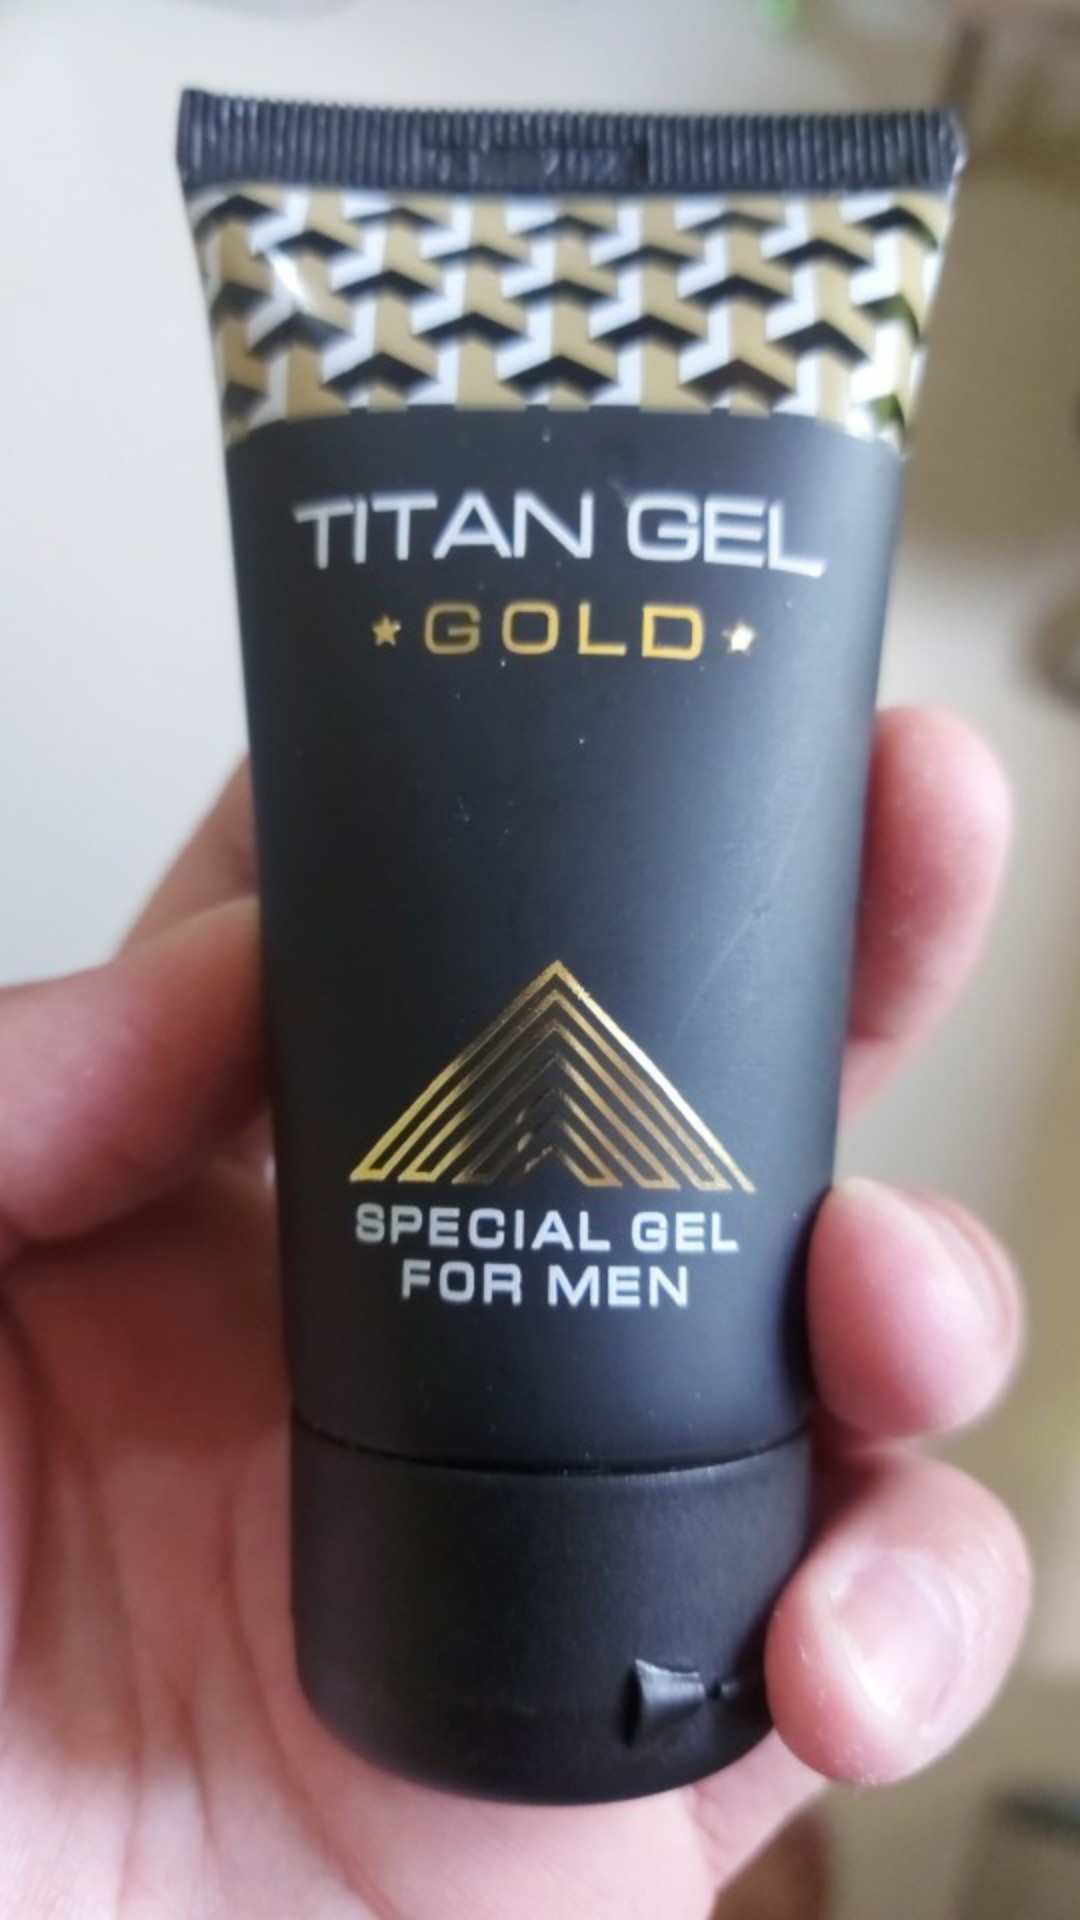 TITAN GEL
GOLD
SPECIAL GEL
FOR MEN